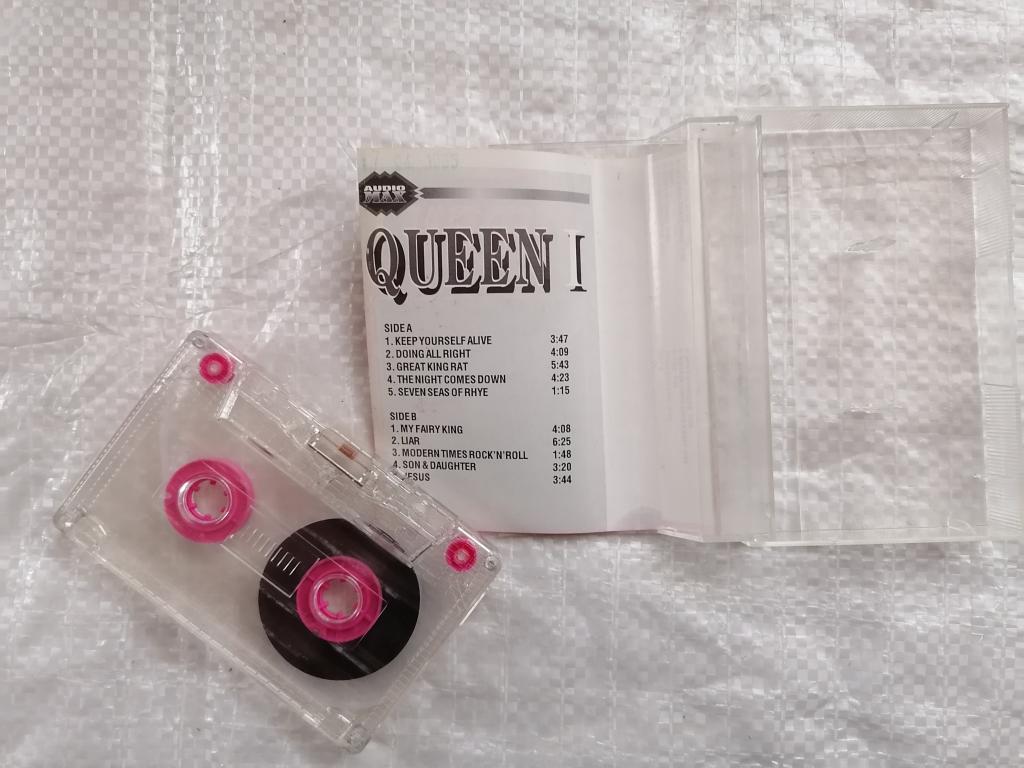 AUDIO
MAX
QUEEN I
SIDE A
1. KEEP YOURSELF ALIVE 3:47
2. DOING ALL RIGHT 4:09
3. GREAT KING RAT 5:43
4. THE NIGHT COMES DOWN 4:23
5. SEVEN SEAS OF RHYE 1:15
SIDE B
1. MY FAIRY KING 4:08
2. LIAR 6:25
3. MODERN TIMES ROCK'N'ROLL 1:48
4. SON & DAUGHTER 3:20
ESUS 3:44